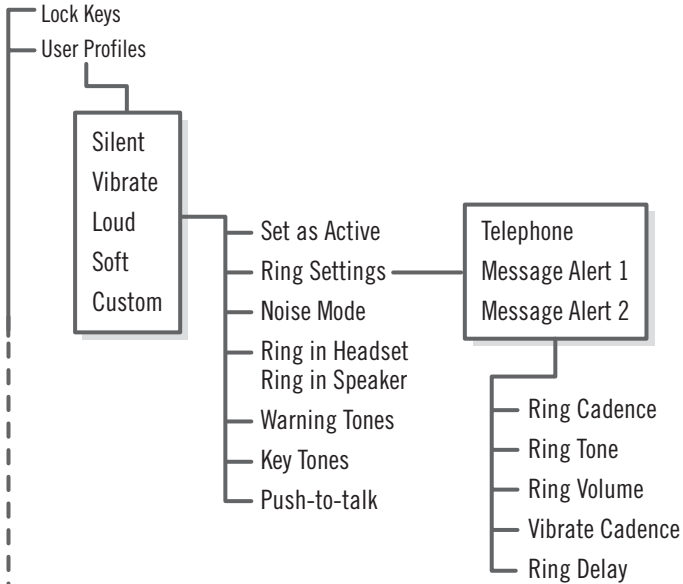 Lock Keys
User Profiles
Silent
Vibrate
Loud
Soft
Custom
Set as Active
Ring Settings
Noise Mode
Ring in Headset
Ring in Speaker
Warning Tones
Key Tones
Push-to-talk
Telephone
Message Alert 1
Message Alert 2
Ring Cadence
Ring Tone
Ring Volume
Vibrate Cadence
Ring Delay